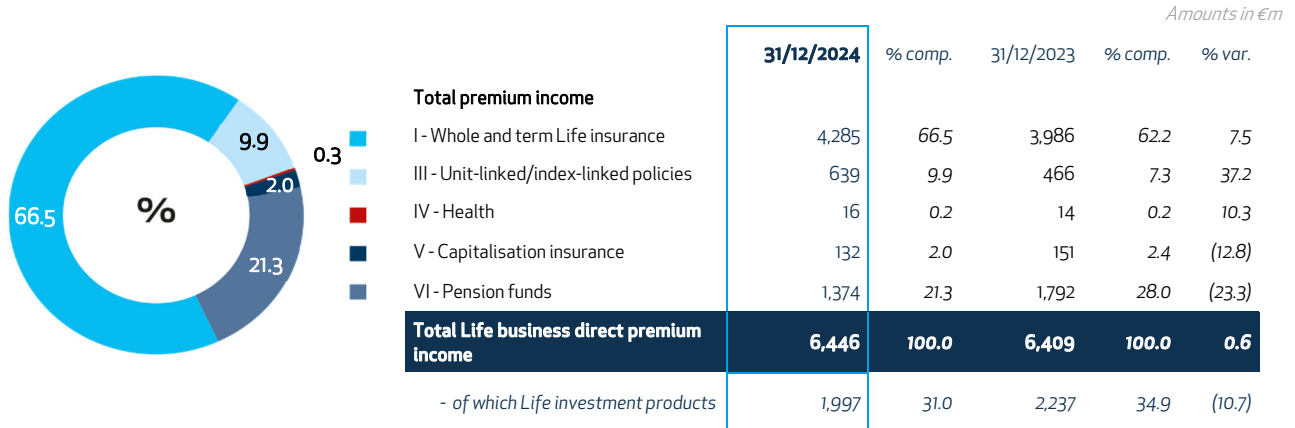 Amounts in €m
31/12/2024 % comp. 31/12/2023 % comp. % var.
Total premium income
I - Whole and term Life insurance 4,285 66.5 3,986 62.2 7.5
III - Unit-linked/index-linked policies 639 9.9 466 7.3 37.2
IV - Health 16 0.2 14 0.2 10.3
V - Capitalisation insurance 132 2.0 151 2.4 (12.8)
VI - Pension funds 1,374 21.3 1,792 28.0 (23.3)
Total Life business direct premium
income 6,446 100.0 6,409 100.0 0.6
- of which Life investment products 1,997 31.0 2,237 34.9 (10.7)
9.9
0.3
2.0
%
66.5
21.3